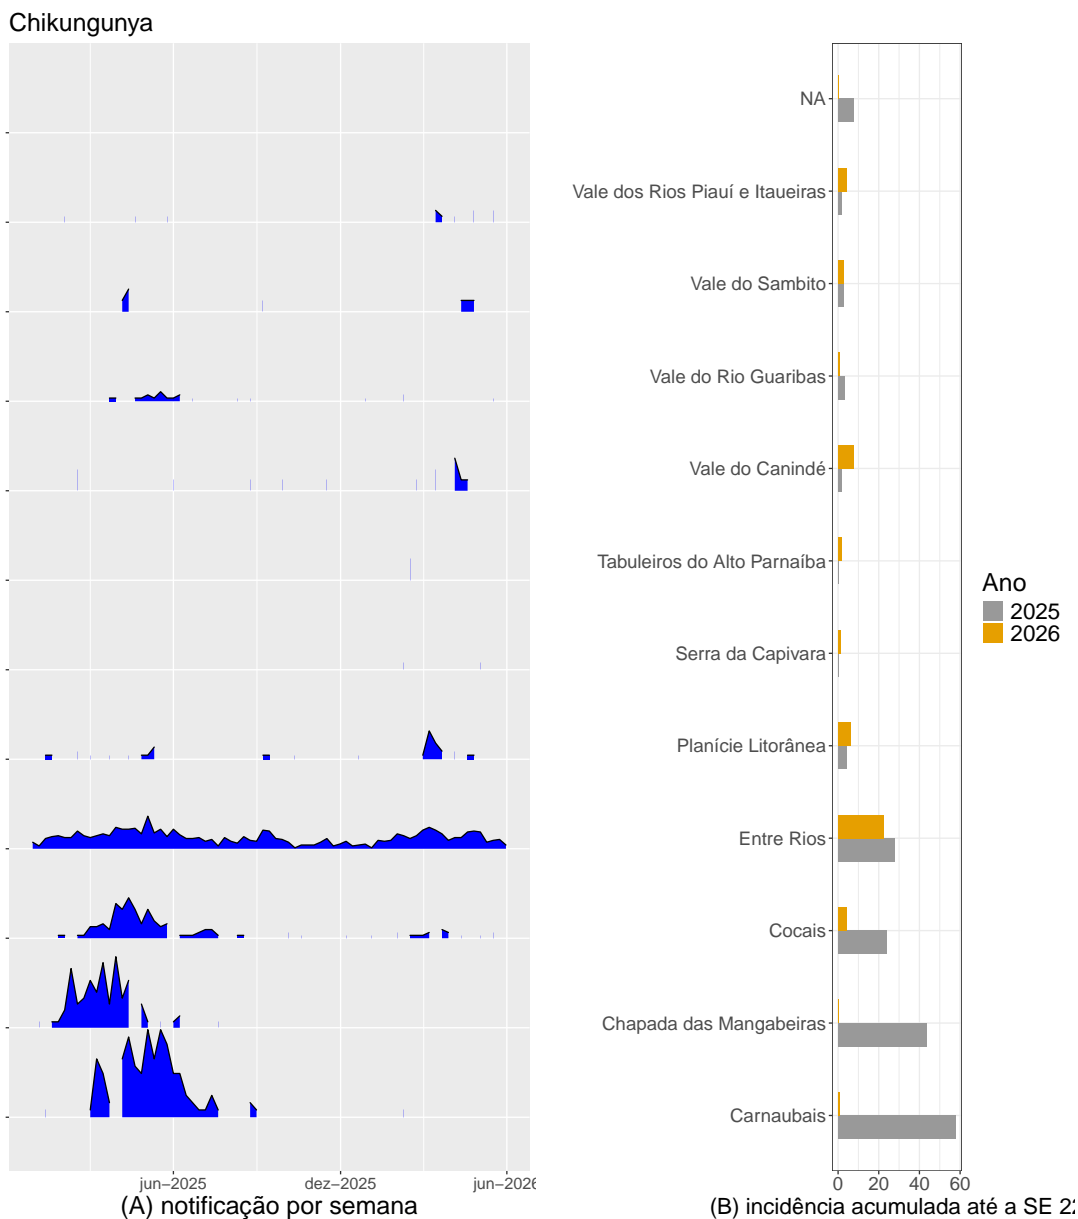 Chikungunya
NA
Vale dos Rios Piauí e Itaueiras
Vale do Sambito
Vale do Rio Guaribas
Vale do Canindé
Tabuleiros do Alto Parnaíba
Serra da Capivara
Planície Litorânea
Entre Rios
Cocais
Chapada das Mangabeiras
Carnaubais
Ano
2025
2026
jun–2025 dez–2025 jun–2026
0 20 40 60
(A) notificação por semana
(B) incidência acumulada até a SE 22